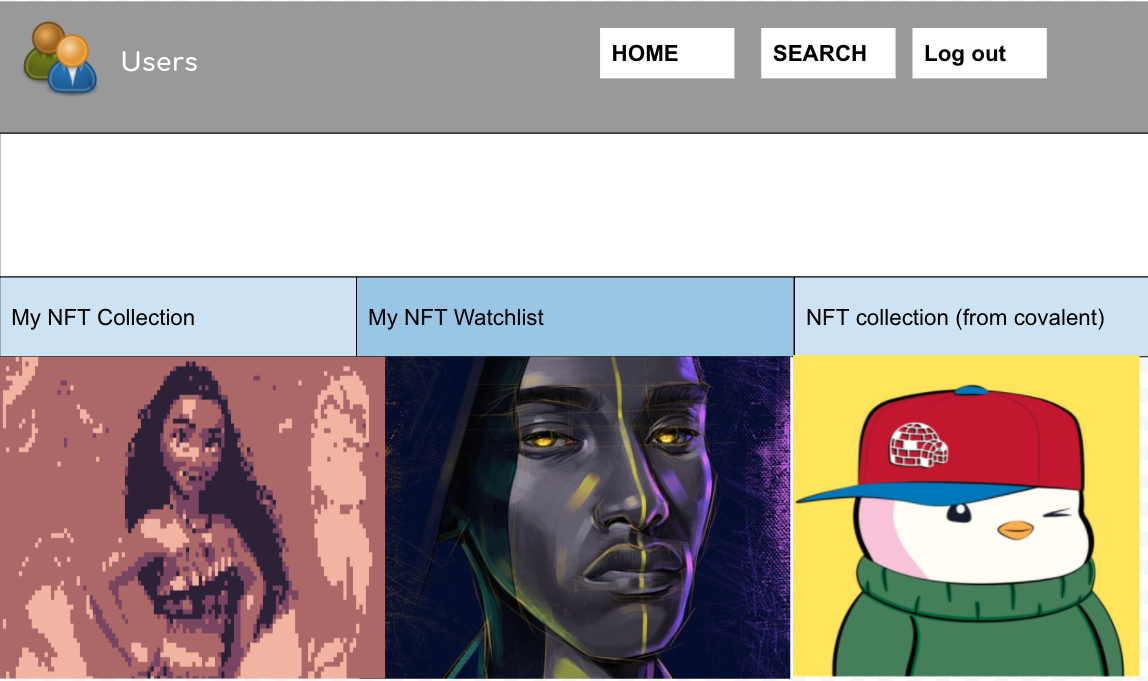 Users
HOME
SEARCH
Log out
My NFT Collection
My NFT Watchlist
NFT collection (from covalent)